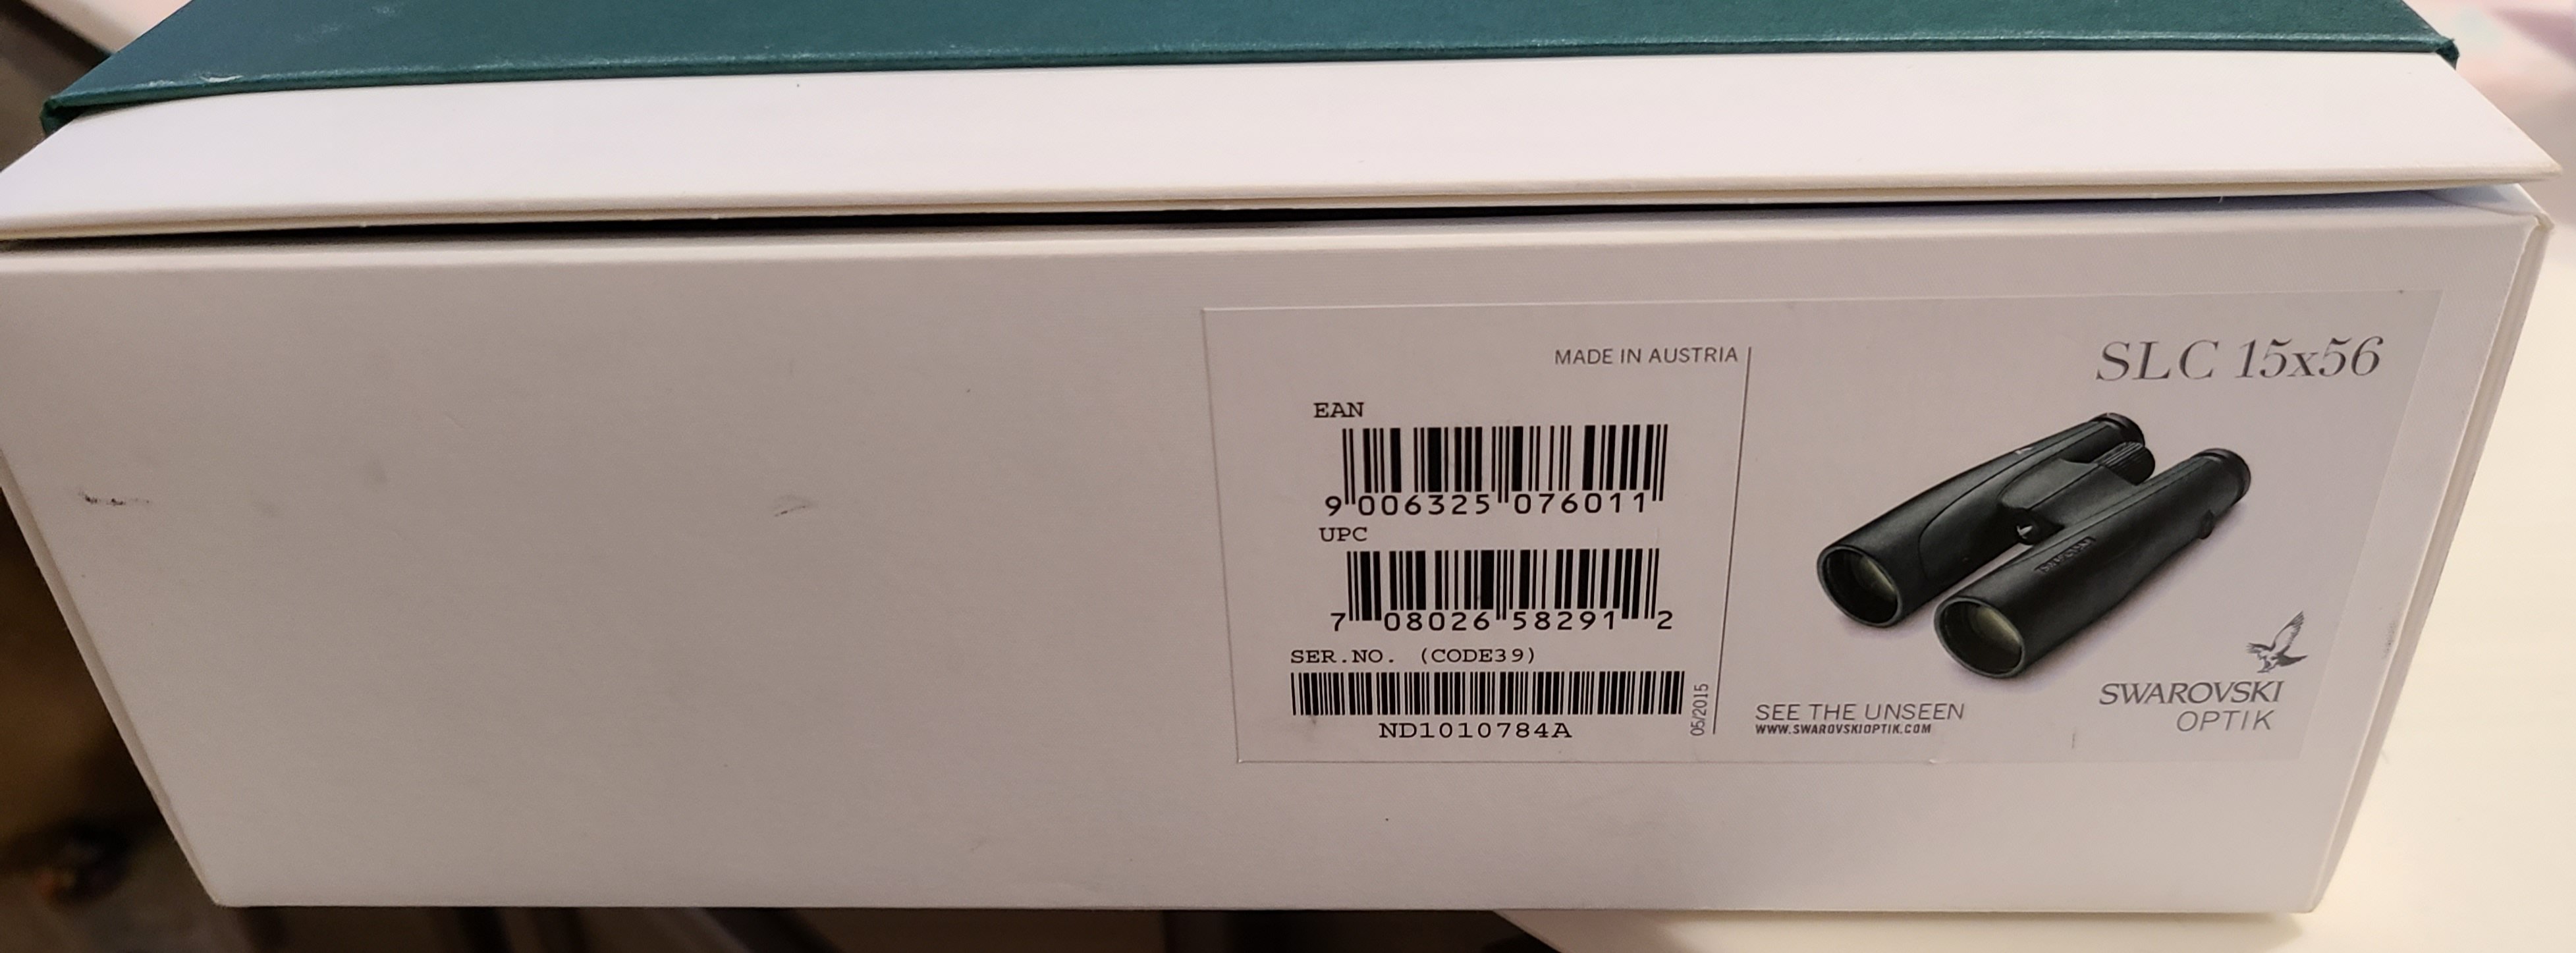 MADE IN AUSTRIA
EAN
9 006325 076011
UPC
7 08026 58291 2
SER.NO. (CODE39)
ND1010784A
05/2015
SLC 15x56
SEE THE UNSEEN
WWW.SWAROVSKIOPTIK.COM
SWAROVSKI
OPTIK